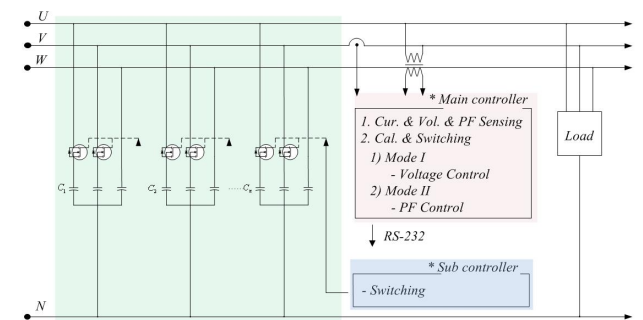 U
V
W
* Main controller
1. Cur. & Vol. & PF Sensing
2. Cal. & Switching
1) Mode I
- Voltage Control
2) Mode II
- PF Control
Load
C1 C2 ..... Cn
RS-232
* Sub controller
- Switching
N